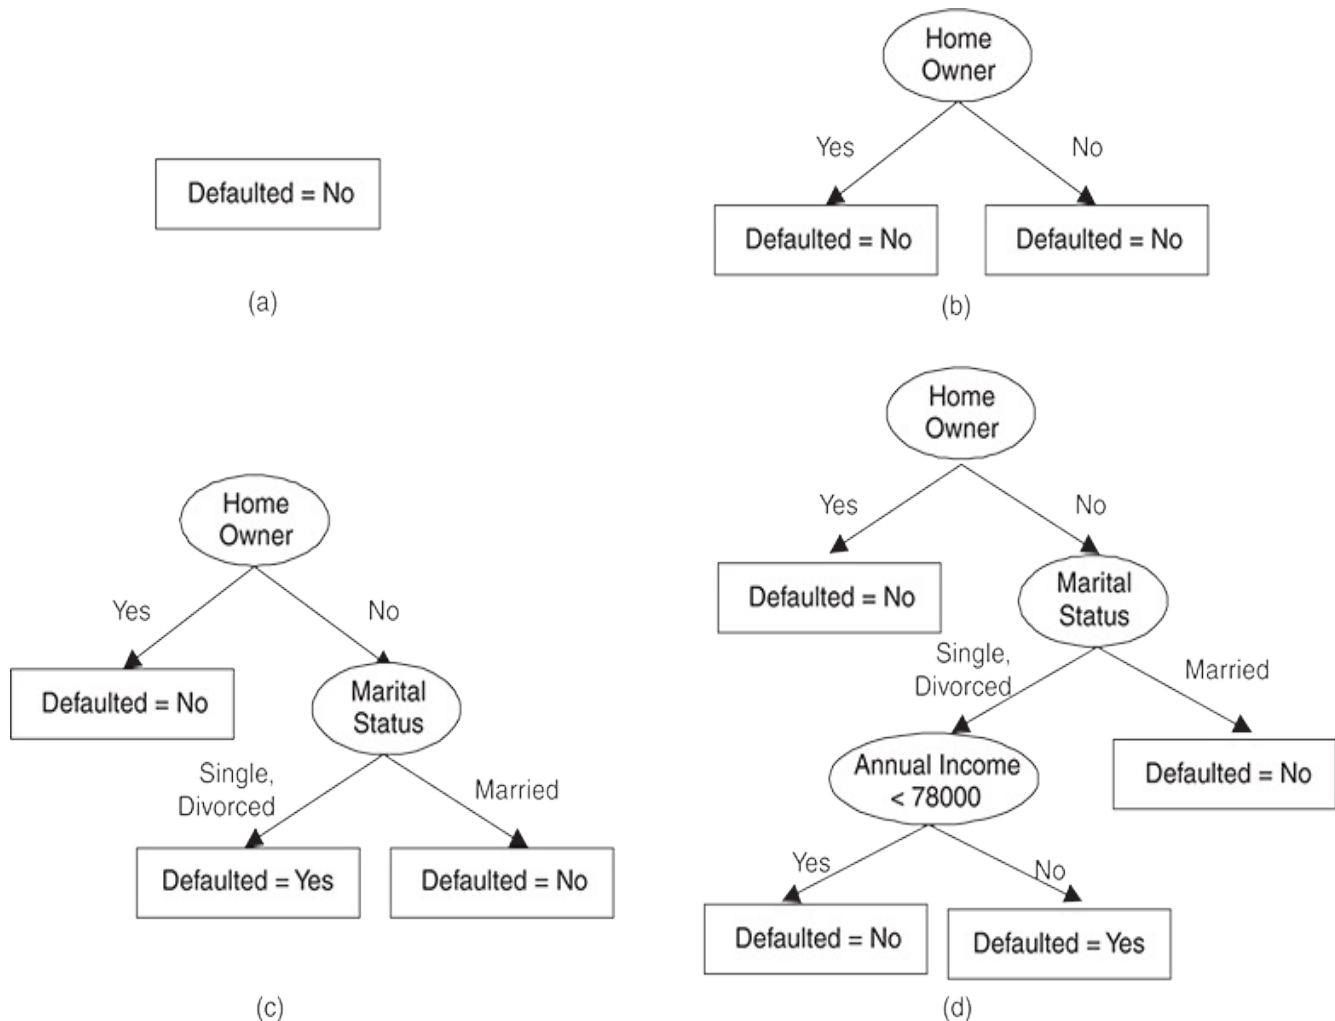 Defaulted = No
(a)
Home
Owner
Yes
No
Defaulted = No
Defaulted = No
(b)
Home
Owner
Yes
No
Defaulted = No
Marital
Status
Single,
Divorced
Married
Defaulted = Yes
Defaulted = No
(c)
Home
Owner
Yes
No
Defaulted = No
Marital
Status
Single,
Divorced
Married
Annual Income
< 78000
Defaulted = No
Yes
No
Defaulted = No
Defaulted = Yes
(d)